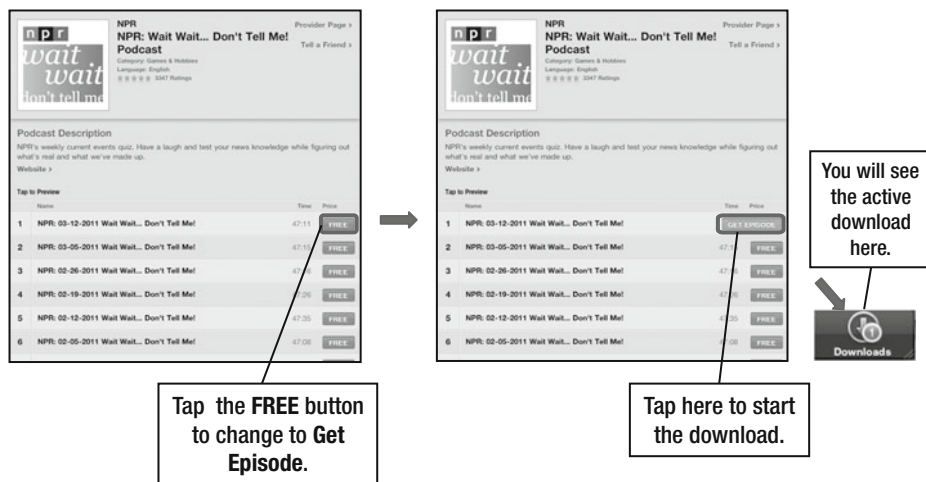 npr
wait
wait
don't tell me
NPR
NPR: Wait Wait... Don't Tell Me!
Podcast
Category: Games & Hobbies
Language: English
3347 Ratings
Provider Page >
Tell a Friend >
Podcast Description
NPR's weekly current events quiz. Have a laugh and test your news knowledge while figuring out
what's real and what we've made up.
Website >
Tap to Preview
Name Time Price
1 NPR: 03-12-2011 Wait Wait... Don't Tell Me! 47:11 FREE
2 NPR: 03-05-2011 Wait Wait... Don't Tell Me! 47:15 FREE
3 NPR: 02-26-2011 Wait Wait... Don't Tell Me! FREE
4 NPR: 02-19-2011 Wait Wait... Don't Tell Me! 47:26 FREE
5 NPR: 02-12-2011 Wait Wait... Don't Tell Me! 47:35 FREE
6 NPR: 02-05-2011 Wait Wait... Don't Tell Me! 47:08 FREE
Tap the FREE button
to change to Get
Episode.
npr
wait
wait
don't tell me
NPR
NPR: Wait Wait... Don't Tell Me!
Podcast
Category: Games & Hobbies
Language: English
3347 Ratings
Provider Page >
Tell a Friend >
Podcast Description
NPR's weekly current events quiz. Have a laugh and test your news knowledge while figuring out
what's real and what we've made up.
Website >
Tap to Preview
Name Time Price
1 NPR: 03-12-2011 Wait Wait... Don't Tell Me! GET EPISODE
2 NPR: 03-05-2011 Wait Wait... Don't Tell Me! FREE
3 NPR: 02-26-2011 Wait Wait... Don't Tell Me! FREE
4 NPR: 02-19-2011 Wait Wait... Don't Tell Me! FREE
5 NPR: 02-12-2011 Wait Wait... Don't Tell Me! FREE
6 NPR: 02-05-2011 Wait Wait... Don't Tell Me! 47:08 FREE
Tap here to start
the download.
You will see
the active
download
here.
1
Downloads